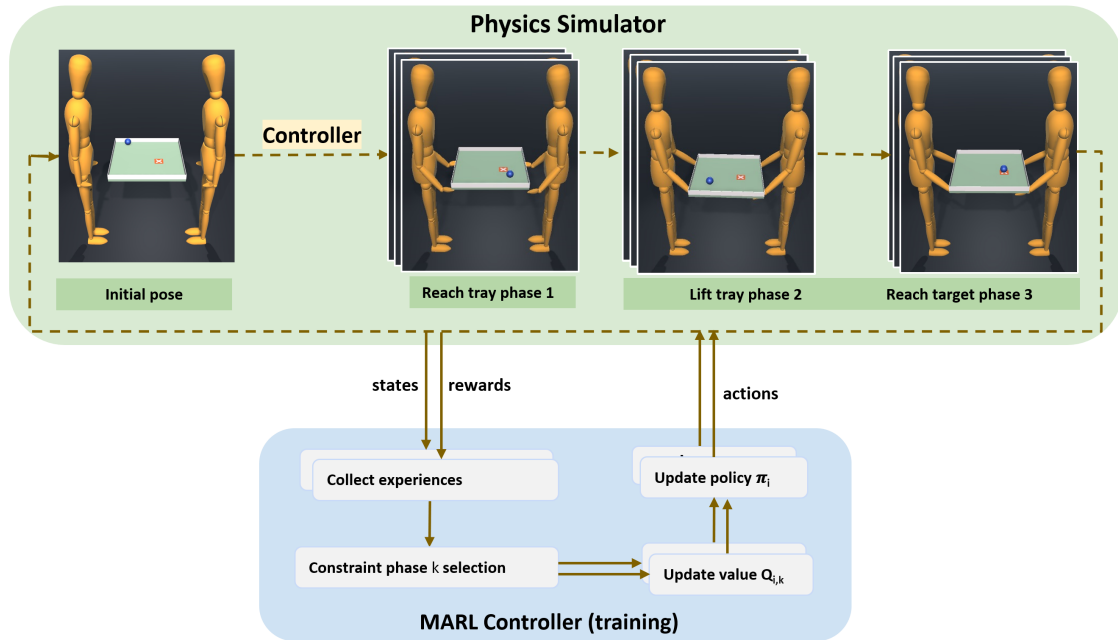 Physics Simulator
Controller
Initial pose
Reach tray phase 1
Lift tray phase 2
Reach target phase 3
states
rewards
actions
Collect experiences
Update policy π_i
Constraint phase k selection
Update value Q_i,k
MARL Controller (training)